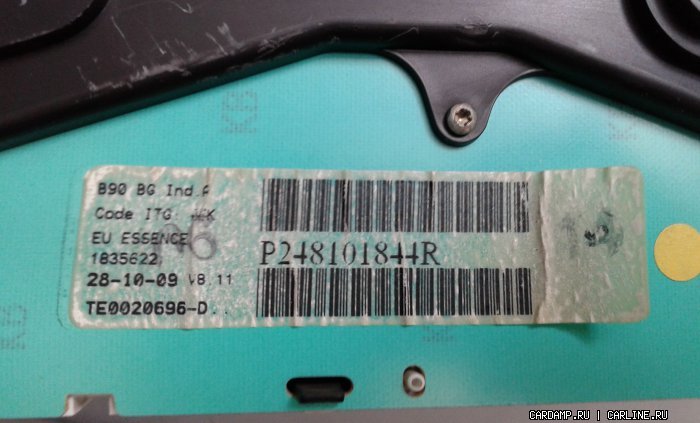 B90 BG Ind.A
Code ITG:
EU ESSENCE
1835622
28-10-09 V8.11
TE0020696-D..
P248101844R
CARDAMP.RU | CARLINE.RU